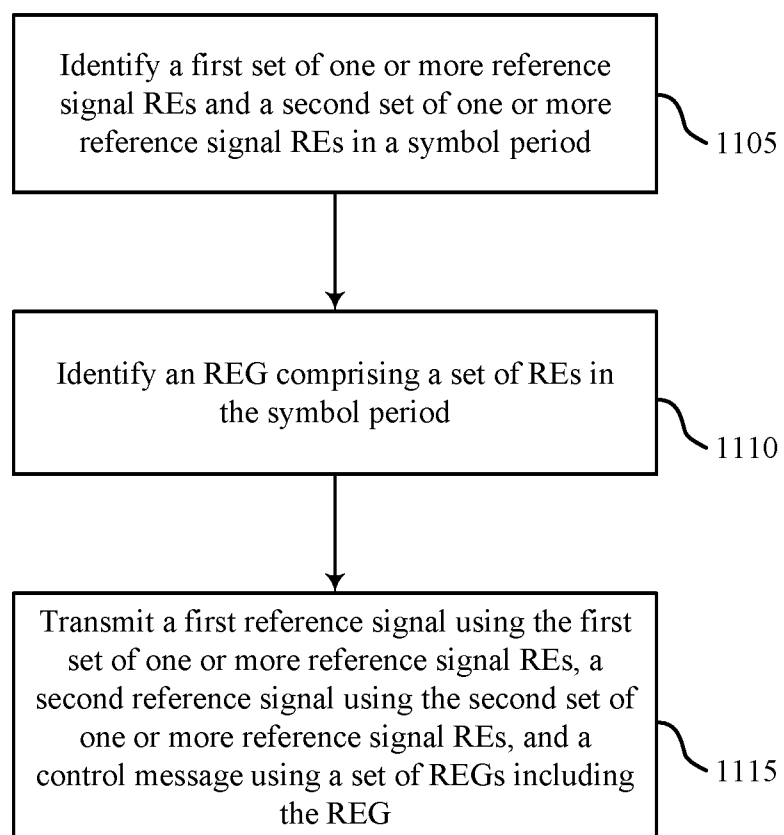 Identify a first set of one or more reference
signal REs and a second set of one or more
reference signal REs in a symbol period
1105
Identify an REG comprising a set of REs in
the symbol period
1110
Transmit a first reference signal using the first
set of one or more reference signal REs, a
second reference signal using the second set of
one or more reference signal REs, and a
control message using a set of REGs including
the REG
1115